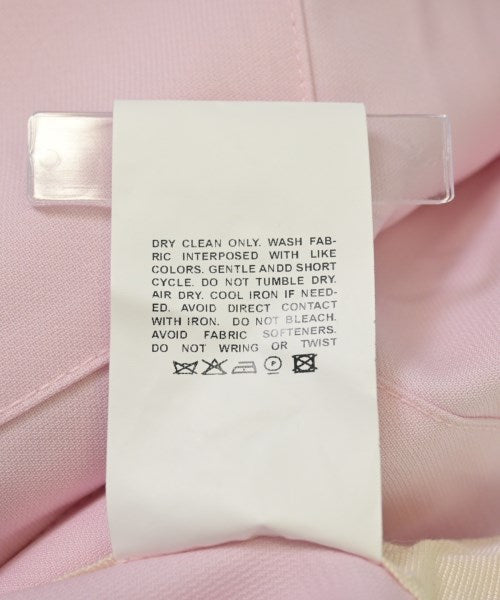 DRY CLEAN ONLY. WASH FAB-
RIC INTERPOSED WITH LIKE
COLORS. GENTLE ANDD SHORT
CYCLE. DO NOT TUMBLE DRY.
AIR DRY. COOL IRON IF NEED-
ED. AVOID DIRECT CONTACT
WITH IRON. DO NOT BLEACH.
AVOID FABRIC SOFTENERS.
DO NOT WRING OR TWIST